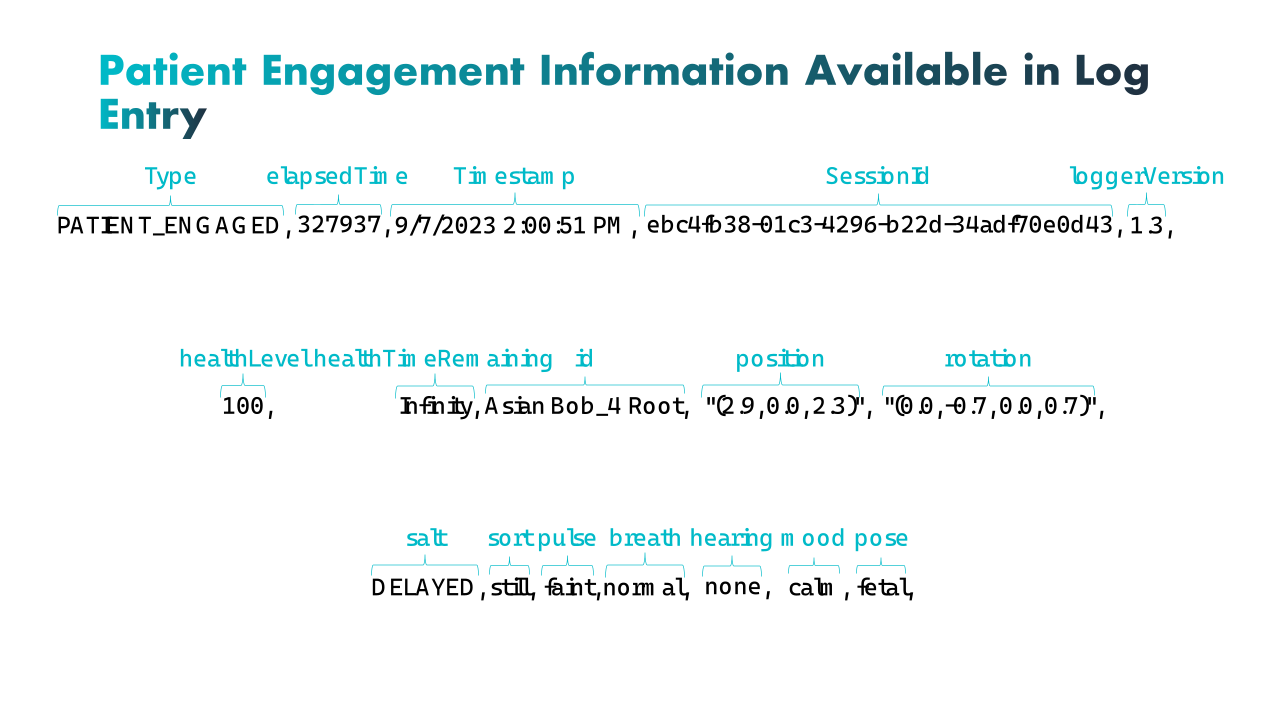 Patient Engagement Information Available in Log
Entry
Type elapsedTime Timestamp SessionId loggerVersion
PATIENT_ENGAGED, 327937, 9/7/2023 2:00:51 PM, ebc4fb38-01c3-4296-b22d-34adf70e0d43, 1.3,
healthLevel healthTimeRemaining id position rotation
100, Infinity, Asian Bob_4 Root, "(2.9, 0.0, 2.3)", "(0.0, -0.7, 0.0, 0.7)",
salt sort pulse breath hearing mood pose
DELAYED, still, faint, normal, none, calm, fetal,